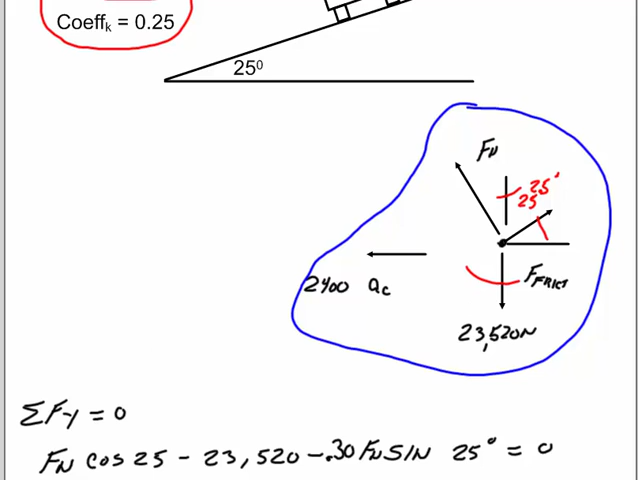 Coeffₖ = 0.25
25⁰
FN
25°
25
2400 ac
FFRICT
23,520N
ΣFy = 0
FN cos 25 - 23,520 - .30 FN SIN 25° = 0